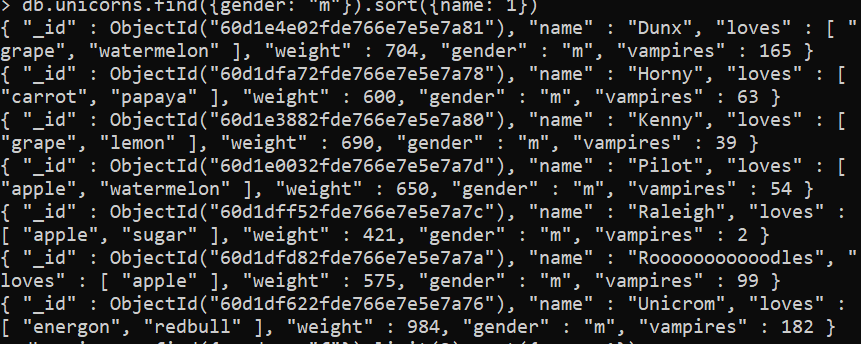 > db.unicorns.find({gender: "m"}).sort({name: 1})
{ "_id" : ObjectId("60d1e4e02fde766e7e5e7a81"), "name" : "Dunx", "loves" : [ "
grape", "watermelon" ], "weight" : 704, "gender" : "m", "vampires" : 165 }
{ "_id" : ObjectId("60d1dfa72fde766e7e5e7a78"), "name" : "Horny", "loves" : [
"carrot", "papaya" ], "weight" : 600, "gender" : "m", "vampires" : 63 }
{ "_id" : ObjectId("60d1e3882fde766e7e5e7a80"), "name" : "Kenny", "loves" : [
"grape", "lemon" ], "weight" : 690, "gender" : "m", "vampires" : 39 }
{ "_id" : ObjectId("60d1e0032fde766e7e5e7a7d"), "name" : "Pilot", "loves" : [
"apple", "watermelon" ], "weight" : 650, "gender" : "m", "vampires" : 54 }
{ "_id" : ObjectId("60d1dff52fde766e7e5e7a7c"), "name" : "Raleigh", "loves" :
[ "apple", "sugar" ], "weight" : 421, "gender" : "m", "vampires" : 2 }
{ "_id" : ObjectId("60d1dfd82fde766e7e5e7a7a"), "name" : "Rooooooooooodles", "
loves" : [ "apple" ], "weight" : 575, "gender" : "m", "vampires" : 99 }
{ "_id" : ObjectId("60d1df622fde766e7e5e7a76"), "name" : "Unicrom", "loves" :
[ "energon", "redbull" ], "weight" : 984, "gender" : "m", "vampires" : 182 }